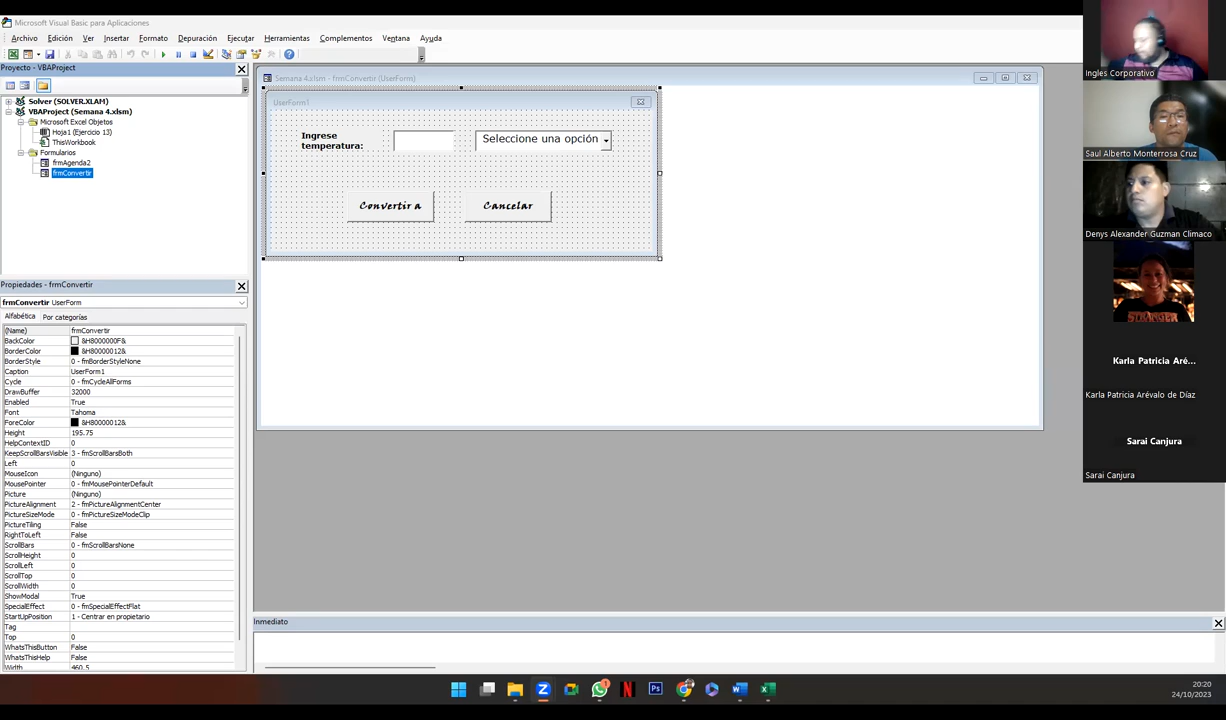 Microsoft Visual Basic para Aplicaciones
Archivo Edición Ver Insertar Formato Depuración Ejecutar Herramientas Complementos Ventana Ayuda
Proyecto - VBAProject
Solver (SOLVER.XLAM)
VBAProject (Semana 4.xlsm)
Microsoft Excel Objetos
Hoja1 (Ejercicio 13)
ThisWorkbook
Formularios
frmAgenda2
frmConvertir
Propiedades - frmConvertir
frmConvertir UserForm
Alfabética Por categorías
(Name) frmConvertir
BackColor &H8000000F&
BorderColor &H80000012&
BorderStyle 0 - fmBorderStyleNone
Caption UserForm1
Cycle 0 - fmCycleAllForms
DrawBuffer 32000
Enabled True
Font Tahoma
ForeColor &H80000012&
Height 195.75
HelpContextID 0
KeepScrollBarsVisible 3 - fmScrollBarsBoth
Left 0
MouseIcon (Ninguno)
MousePointer 0 - fmMousePointerDefault
Picture (Ninguno)
PictureAlignment 2 - fmPictureAlignmentCenter
PictureSizeMode 0 - fmPictureSizeModeClip
PictureTiling False
RightToLeft False
ScrollBars 0 - fmScrollBarsNone
ScrollHeight 0
ScrollLeft 0
ScrollTop 0
ScrollWidth 0
ShowModal True
SpecialEffect 0 - fmSpecialEffectFlat
StartUpPosition 1 - Centrar en propietario
Tag
Top 0
WhatsThisButton False
WhatsThisHelp False
Width 460.5
Semana 4.xlsm - frmConvertir (UserForm)
UserForm1
Ingrese
temperatura:
Seleccione una opción
Convertir a
Cancelar
Inmediato
Ingles Corporativo
Saul Alberto Monterrosa Cruz
Denys Alexander Guzman Climaco
STRANGER
Karla Patricia Aré...
Karla Patricia Arévalo de Díaz
Sarai Canjura
Sarai Canjura
20:20
24/10/2023